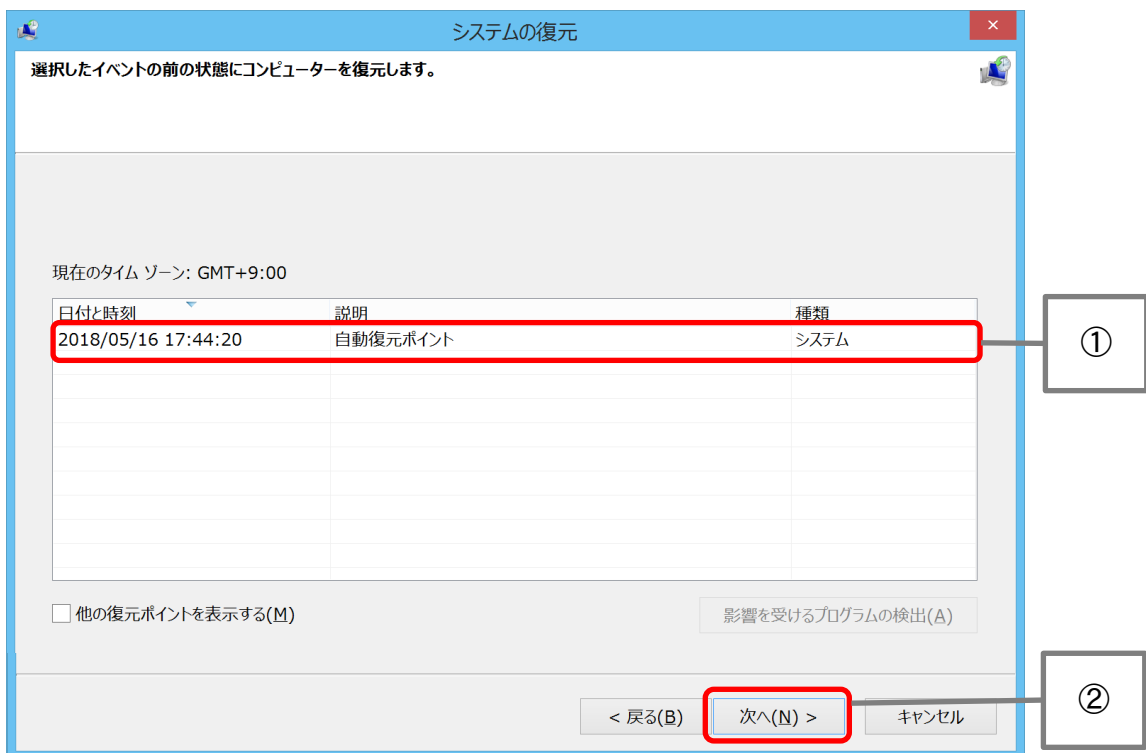 システムの復元
選択したイベントの前の状態にコンピューターを復元します。
現在のタイム ゾーン: GMT+9:00
日付と時刻 説明 種類
2018/05/16 17:44:20 自動復元ポイント システム
①
他の復元ポイントを表示する(M) 影響を受けるプログラムの検出(A)
< 戻る(B) 次へ(N) > キャンセル
②